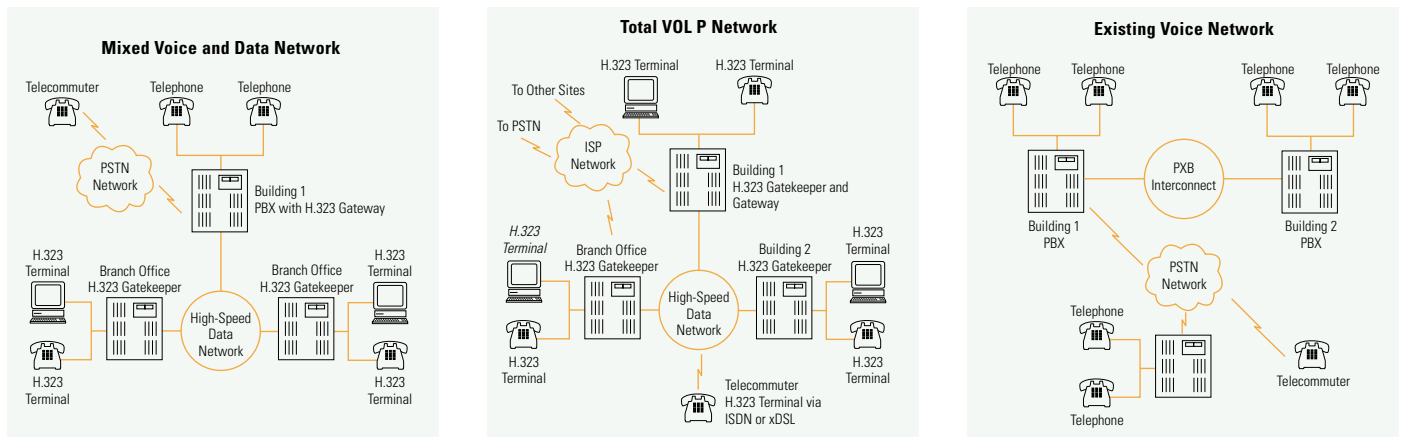 Mixed Voice and Data Network
Telecommuter
Telephone
Telephone
PSTN
Network
Building 1
PBX with H.323 Gateway
H.323
Terminal
Branch Office
H.323 Gatekeeper
Branch Office
H.323 Gatekeeper
H.323
Terminal
High-Speed
Data
Network
H.323
Terminal
H.323
Terminal
Total VOL P Network
H.323 Terminal
H.323 Terminal
To Other Sites
To PSTN
ISP
Network
Building 1
H.323 Gatekeeper and
Gateway
H.323
Terminal
Branch Office
H.323 Gatekeeper
Building 2
H.323 Gatekeeper
H.323
Terminal
High-Speed
Data
Network
H.323
Terminal
H.323
Terminal
Telecommuter
H.323 Terminal via
ISDN or xDSL
Existing Voice Network
Telephone
Telephone
Telephone
Telephone
PXB
Interconnect
Building 1
PBX
Building 2
PBX
PSTN
Network
Telephone
Telephone
Telecommuter